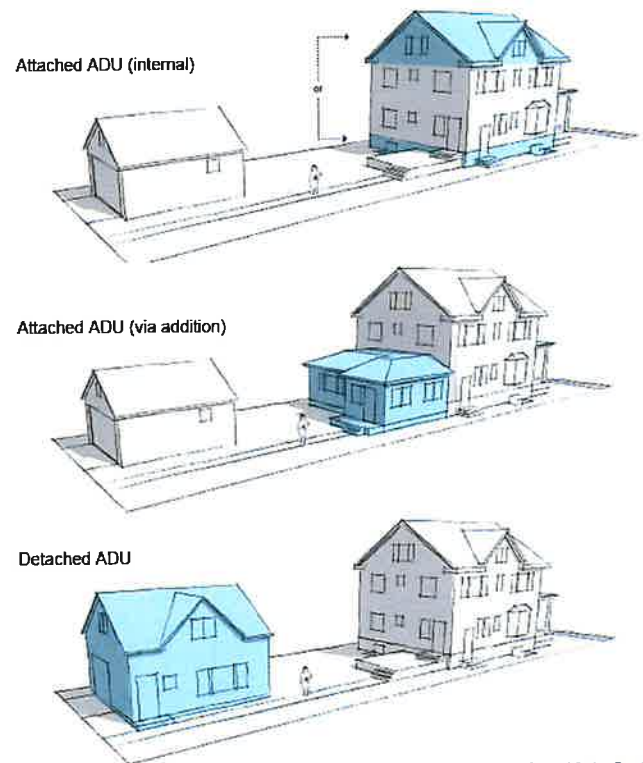 Attached ADU (internal)
or
Attached ADU (via addition)
Detached ADU